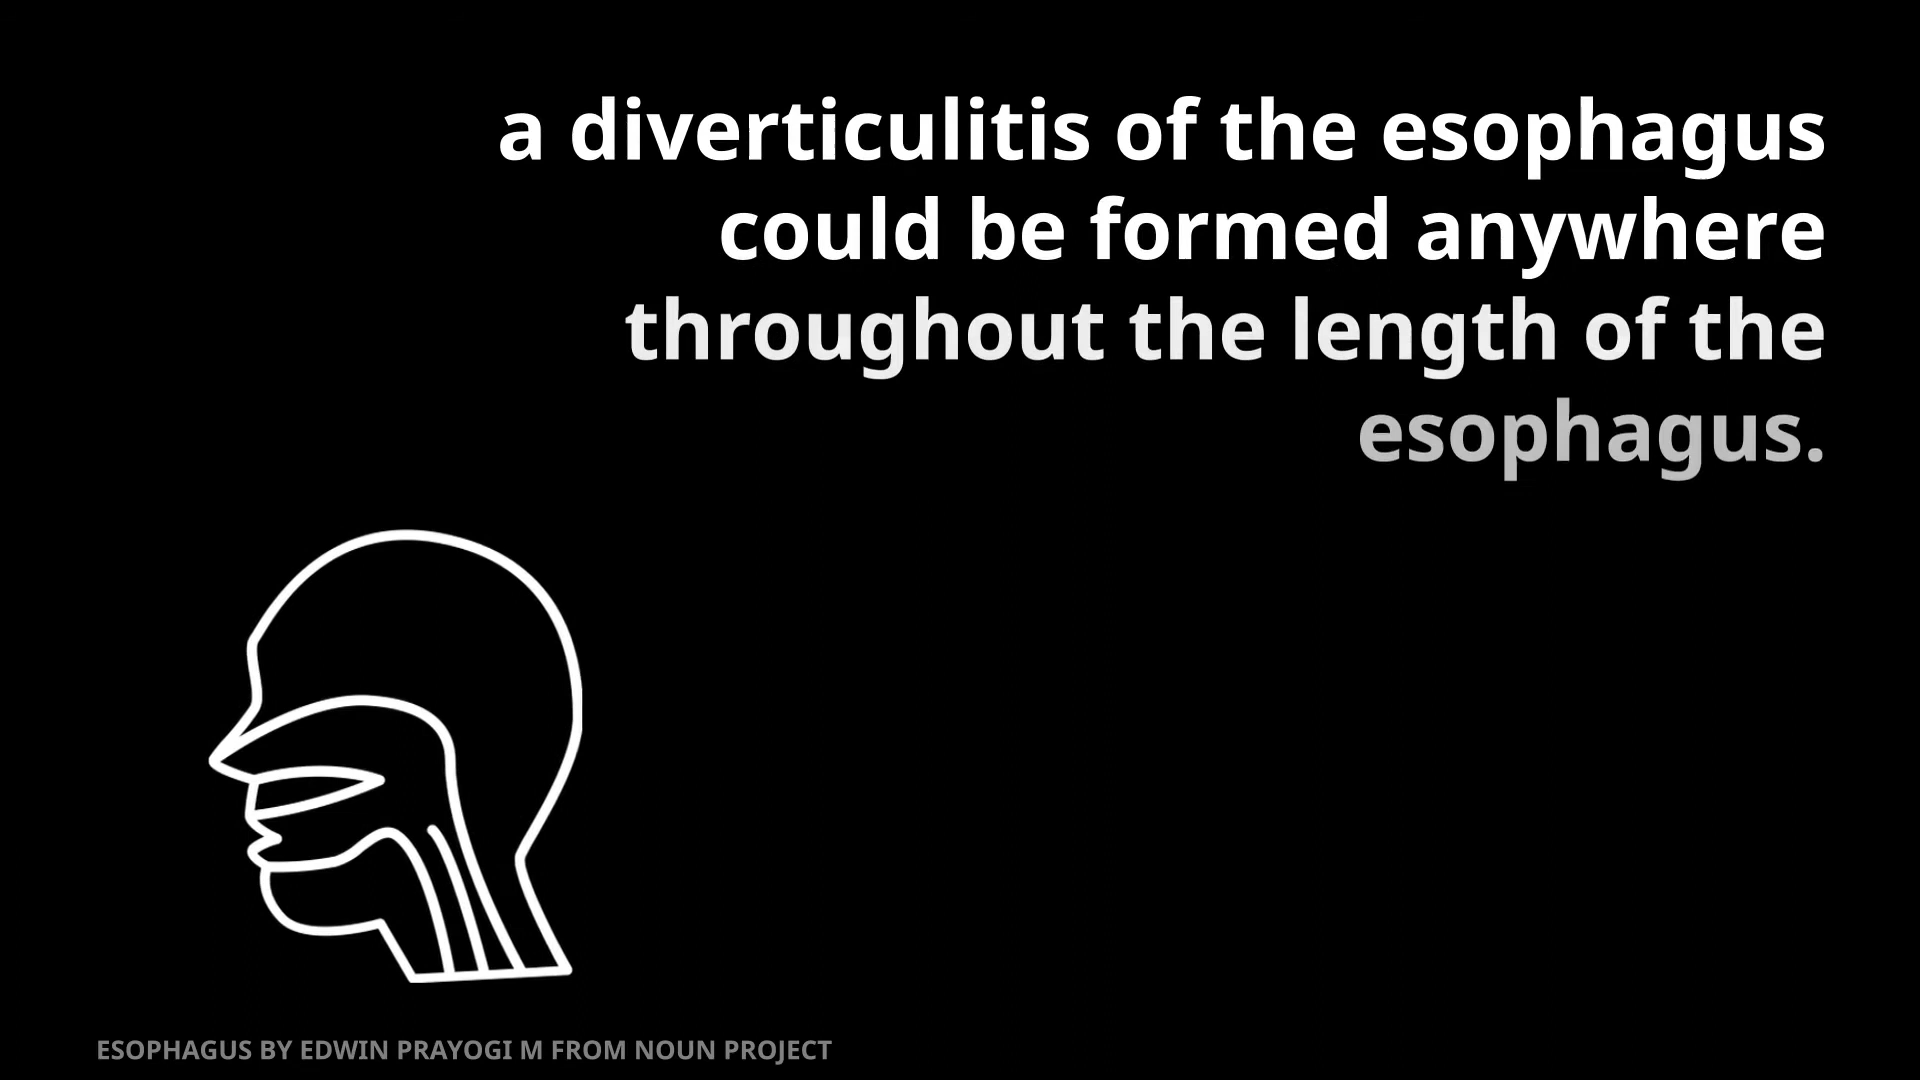 a diverticulitis of the esophagus
could be formed anywhere
throughout the length of the
esophagus.
ESOPHAGUS BY EDWIN PRAYOGI M FROM NOUN PROJECT